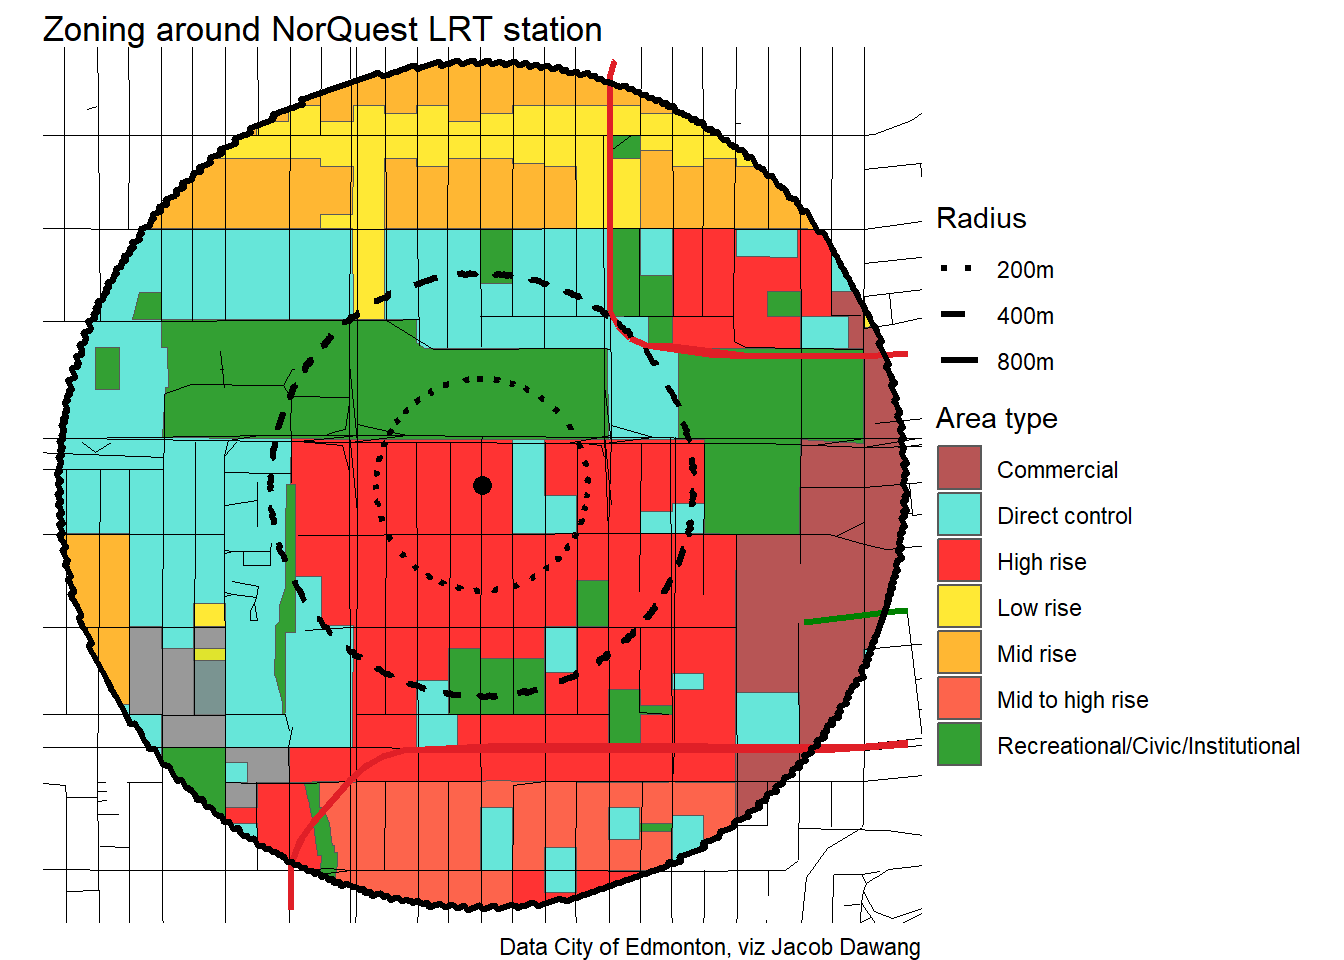 Zoning around NorQuest LRT station
Radius
200m
400m
800m
Area type
Commercial
Direct control
High rise
Low rise
Mid rise
Mid to high rise
Recreational/Civic/Institutional
Data City of Edmonton, viz Jacob Dawang